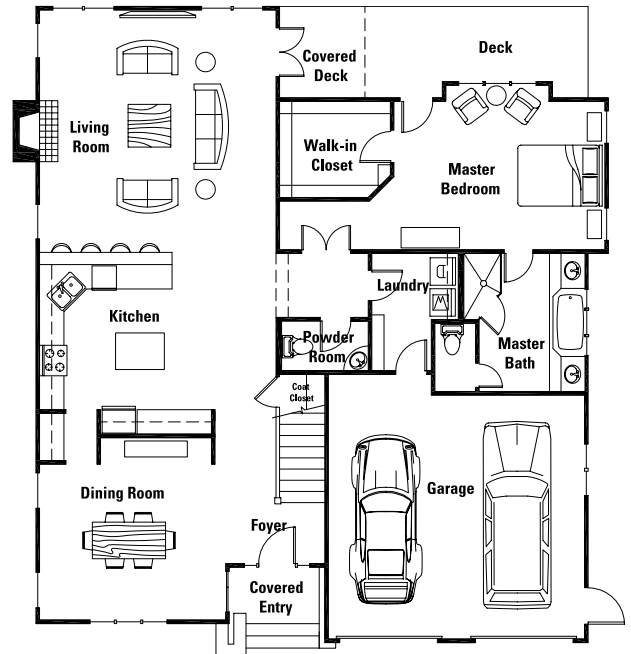 Deck
Covered
Deck
Living
Room
Walk-in
Closet
Master
Bedroom
Laundry
Kitchen
Powder
Room
Master
Bath
Coat
Closet
Dining Room
Garage
Foyer
Covered
Entry